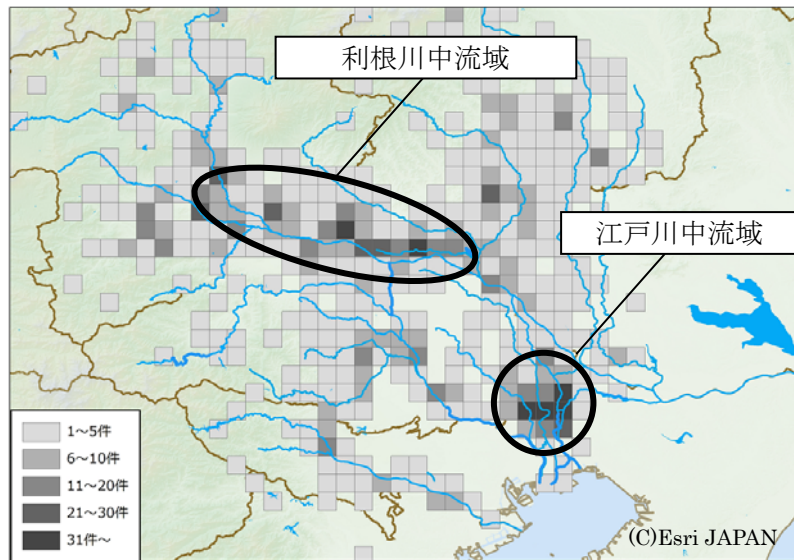 利根川中流域
江戸川中流域
1～5件
6～10件
11～20件
21～30件
31件～
(C)Esri JAPAN